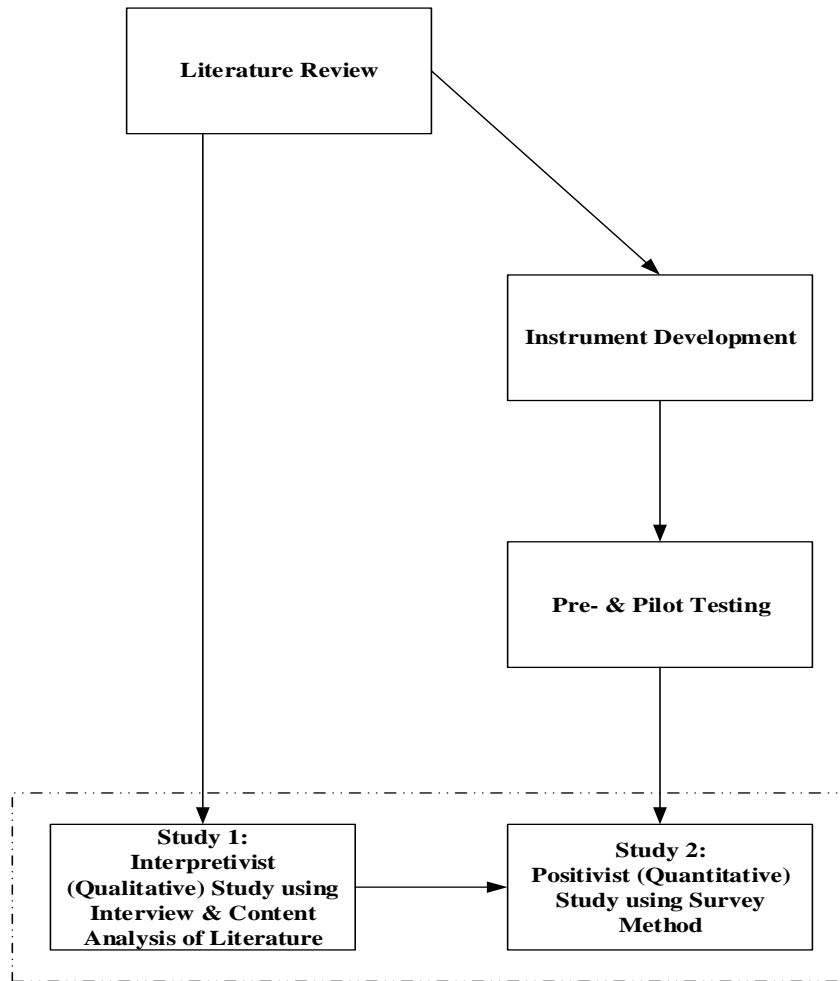 Literature Review
Instrument Development
Pre- & Pilot Testing
Study 1:
Interpretivist
(Qualitative) Study using
Interview & Content
Analysis of Literature
Study 2:
Positivist (Quantitative)
Study using Survey
Method